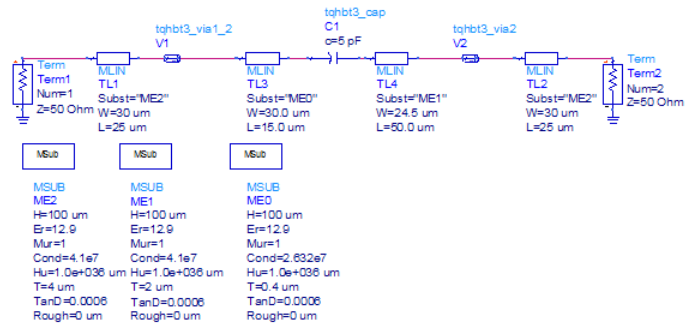 tqhbt3_cap
C1
c=5 pF
tqhbt3_via1_2
V1
tqhbt3_via2
V2
Term
Term1
Num=1
Z=50 Ohm
MLIN
TL1
Subst="ME2"
W=30 um
L=25 um
MLIN
TL3
Subst="ME0"
W=30.0 um
L=15.0 um
MLIN
TL4
Subst="ME1"
W=24.5 um
L=50.0 um
MLIN
TL2
Subst="ME2"
W=30 um
L=25 um
Term
Term2
Num=2
Z=50 Ohm
MSub
MSUB
ME2
H=100 um
Er=12.9
Mur=1
Cond=4.1e7
Hu=1.0e+036 um
T=4 um
TanD=0.0006
Rough=0 um
MSub
MSUB
ME1
H=100 um
Er=12.9
Mur=1
Cond=4.1e7
Hu=1.0e+036 um
T=2 um
TanD=0.0006
Rough=0 um
MSub
MSUB
ME0
H=100 um
Er=12.9
Mur=1
Cond=2.632e7
Hu=1.0e+036 um
T=0.4 um
TanD=0.0006
Rough=0 um